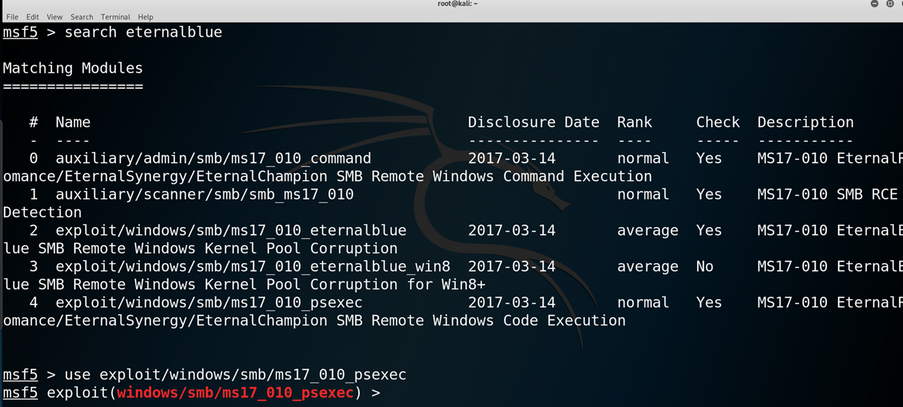 root@kali: ~
File Edit View Search Terminal Help
msf5 > search eternalblue
Matching Modules
================
#  Name                                      Disclosure Date  Rank     Check  Description
-  ----                                      ---------------  ----     -----  -----------
0  auxiliary/admin/smb/ms17_010_command      2017-03-14       normal   Yes    MS17-010 EternalR
omance/EternalSynergy/EternalChampion SMB Remote Windows Command Execution
1  auxiliary/scanner/smb/smb_ms17_010                         normal   Yes    MS17-010 SMB RCE
Detection
2  exploit/windows/smb/ms17_010_eternalblue  2017-03-14       average  Yes    MS17-010 EternalB
lue SMB Remote Windows Kernel Pool Corruption
3  exploit/windows/smb/ms17_010_eternalblue_win8  2017-03-14  average  No     MS17-010 EternalB
lue SMB Remote Windows Kernel Pool Corruption for Win8+
4  exploit/windows/smb/ms17_010_psexec       2017-03-14       normal   Yes    MS17-010 EternalR
omance/EternalSynergy/EternalChampion SMB Remote Windows Code Execution
msf5 > use exploit/windows/smb/ms17_010_psexec
msf5 exploit(windows/smb/ms17_010_psexec) >